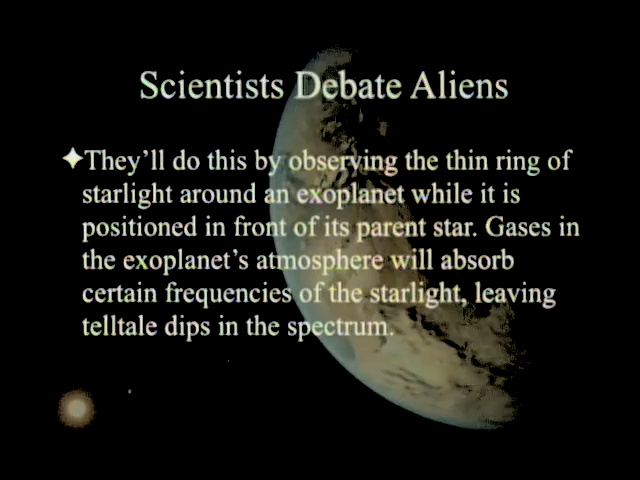 Scientists Debate Aliens
They'll do this by observing the thin ring of
starlight around an exoplanet while it is
positioned in front of its parent star. Gases in
the exoplanet's atmosphere will absorb
certain frequencies of the starlight, leaving
telltale dips in the spectrum.